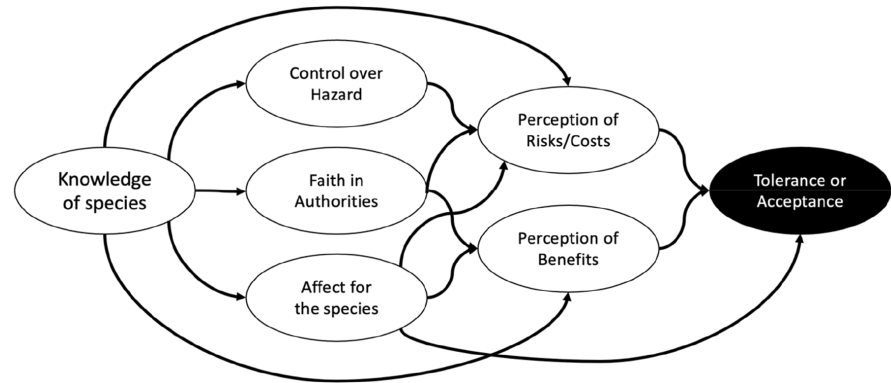 Knowledge
of species
Control over
Hazard
Faith in
Authorities
Affect for
the species
Perception of
Risks/Costs
Perception of
Benefits
Tolerance or
Acceptance